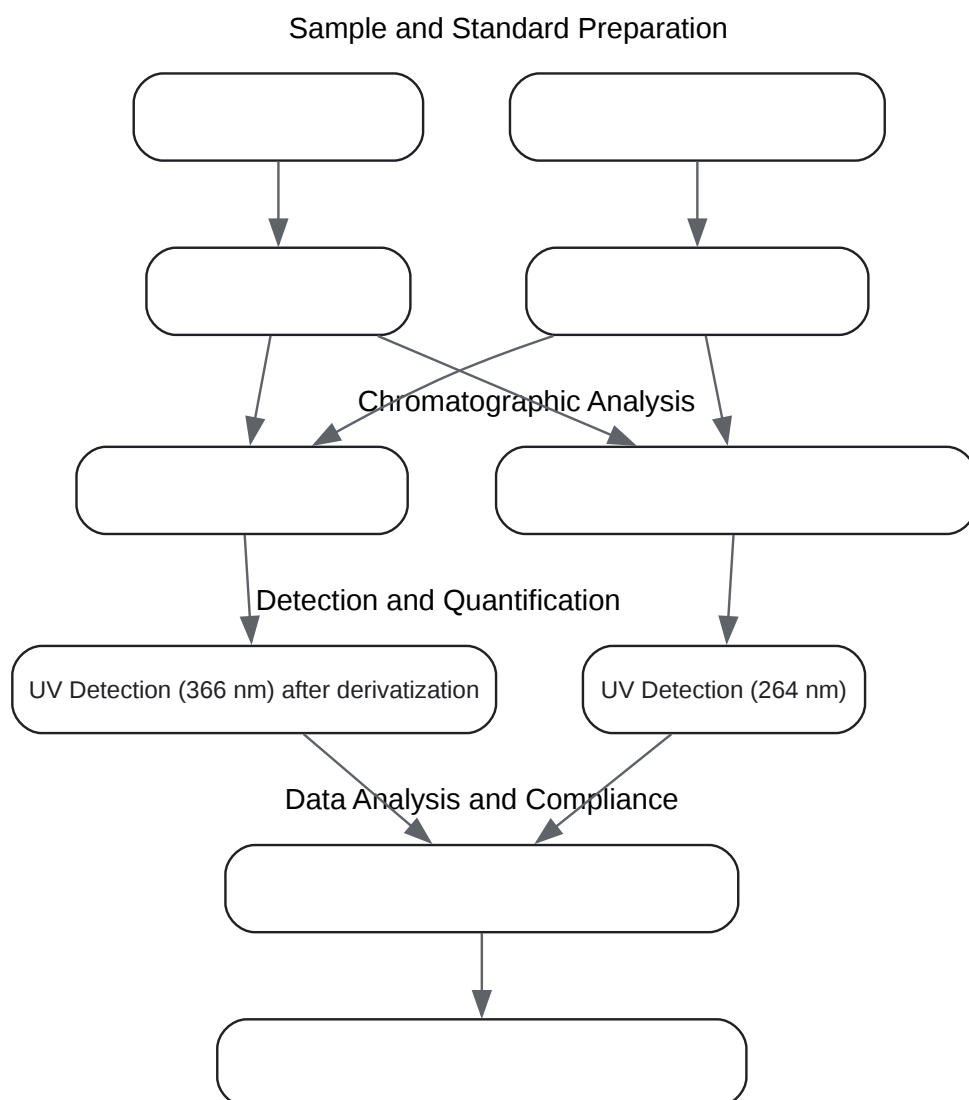 Sample and Standard Preparation
Chromatographic Analysis
Detection and Quantification
UV Detection (366 nm) after derivatization
UV Detection (264 nm)
Data Analysis and Compliance